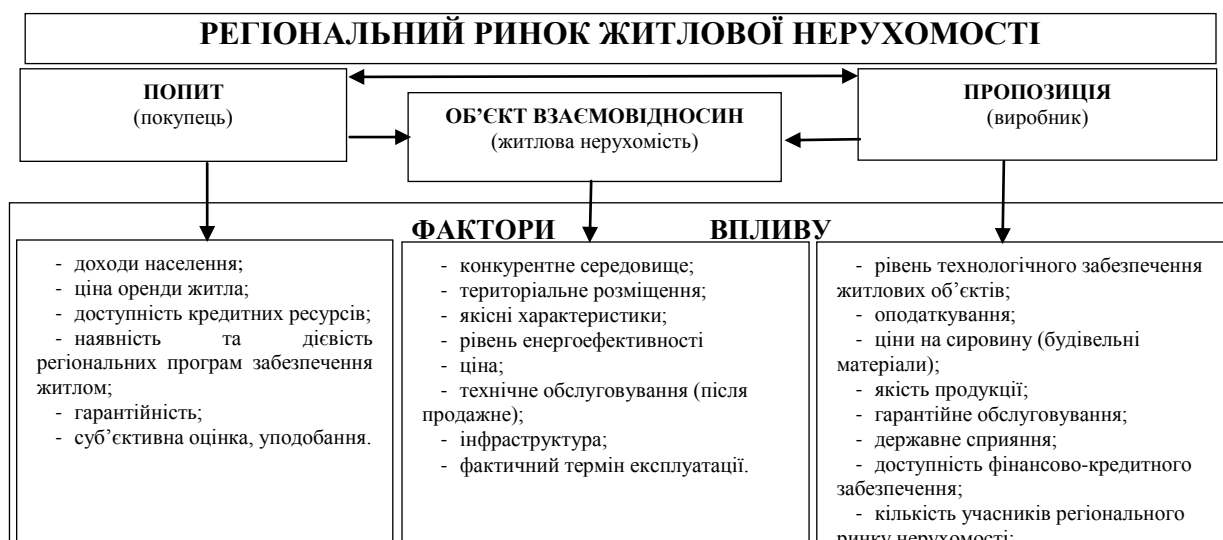 РЕГІОНАЛЬНИЙ РИНОК ЖИТЛОВОЇ НЕРУХОМОСТІ
ПОПИТ
(покупець)
ОБ’ЄКТ ВЗАЄМОВІДНОСИН
(житлова нерухомість)
ПРОПОЗИЦІЯ
(виробник)
ФАКТОРИ ВПЛИВУ
- доходи населення;
- ціна оренди житла;
- доступність кредитних ресурсів;
- наявність та дієвість
регіональних програм забезпечення
житлом;
- гарантійність;
- суб’єктивна оцінка, уподобання.
- конкурентне середовище;
- територіальне розміщення;
- якісні характеристики;
- рівень енергоефективності
- ціна;
- технічне обслуговування (після
продажне);
- інфраструктура;
- фактичний термін експлуатації.
- рівень технологічного забезпечення
житлових об’єктів;
- оподаткування;
- ціни на сировину (будівельні
матеріали);
- якість продукції;
- гарантійне обслуговування;
- державне сприяння;
- доступність фінансово-кредитного
забезпечення;
- кількість учасників регіонального
ринку нерухомості;